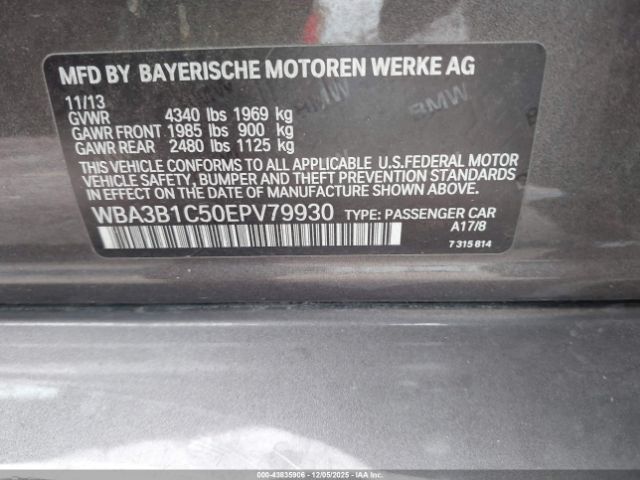 MFD BY BAYERISCHE MOTOREN WERKE AG
11/13
GVWR 4340 lbs 1969 kg
GAWR FRONT 1985 lbs 900 kg
GAWR REAR 2480 lbs 1125 kg
THIS VEHICLE CONFORMS TO ALL APPLICABLE U.S.FEDERAL MOTOR
VEHICLE SAFETY, BUMPER, AND THEFT PREVENTION STANDARDS
IN EFFECT ON THE DATE OF MANUFACTURE SHOWN ABOVE.
WBA3B1C50EPV79930 TYPE: PASSENGER CAR
A17/8
7 315 814
000-43835906 - 12/05/2025 - IAA Inc.